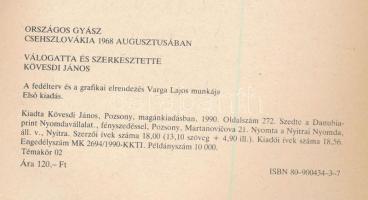 ORSZÁGOS GYÁSZ
CSEHSZLOVÁKIA 1968 AUGUSZTUSÁBAN
VÁLOGATTA ÉS SZERKESZTETTE
KÖVESDI JÁNOS
A fedélterv és a grafikai elrendezés Varga Lajos munkája
Első kiadás.
Kiadta Kövesdi János, Pozsony, magánkiadásban, 1990. Oldalszám 272. Szedte a Danubia-
print Nyomdavállalat., fényszedéssel, Pozsony, Martanovičova 21. Nyomta a Nyitrai Nyomda,
áll. v., Nyitra. Szerzői ívek száma 18,00 (13,10 szöveg + 4,90 ill.). Kiadói ívek száma 18,56.
Engedélyszám MK 2694/1990-KKTI. Példányszám 10 000.
Témakör 02
Ára 120,– Ft
ISBN 80–900434–3–7